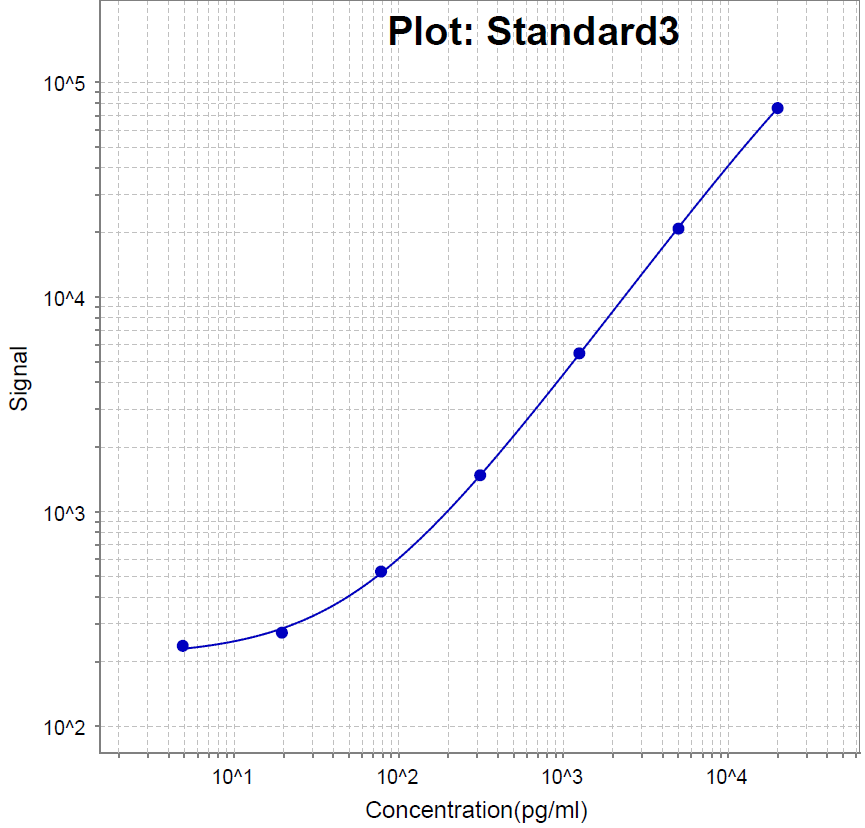 Plot: Standard3
10^5
10^4
10^3
10^2
Signal
10^1 10^2 10^3 10^4
Concentration(pg/ml)